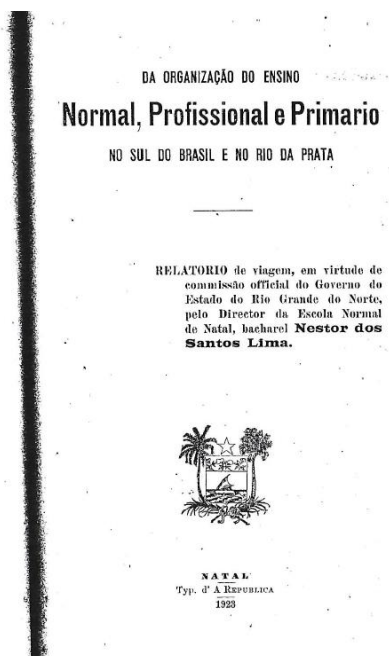 DA ORGANIZAÇÃO DO ENSINO
Normal, Profissional e Primario
NO SUL DO BRASIL E NO RIO DA PRATA
RELATORIO de viagem, em virtude de
commissão official do Governo do
Estado do Rio Grande do Norte,
pelo Director da Escola Normal
de Natal, bacharel Nestor dos
Santos Lima.
NATAL
Typ. d' A REPUBLICA
1923